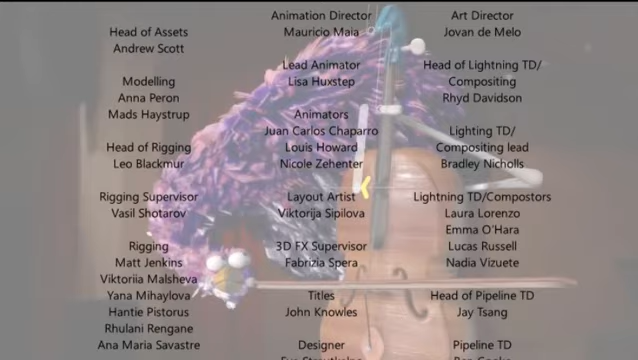 Head of Assets
Andrew Scott
Modelling
Anna Peron
Mads Haystrup
Head of Rigging
Leo Blackmur
Rigging Supervisor
Vasil Shotarov
Rigging
Matt Jenkins
Viktoriia Malsheva
Yana Mihaylova
Hantie Pistorus
Rhulani Rengane
Ana Maria Savastre
Animation Director
Mauricio Maia
Lead Animator
Lisa Huxstep
Animators
Juan Carlos Chaparro
Louis Howard
Nicole Zehenter
Layout Artist
Viktorija Sipilova
3D FX Supervisor
Fabrizia Spera
Titles
John Knowles
Designer
Art Director
Jovan de Melo
Head of Lightning TD/
Compositing
Rhyd Davidson
Lighting TD/
Compositing lead
Bradley Nicholls
Lightning TD/Compostors
Laura Lorenzo
Emma O'Hara
Lucas Russell
Nadia Vizuete
Head of Pipeline TD
Jay Tsang
Pipeline TD